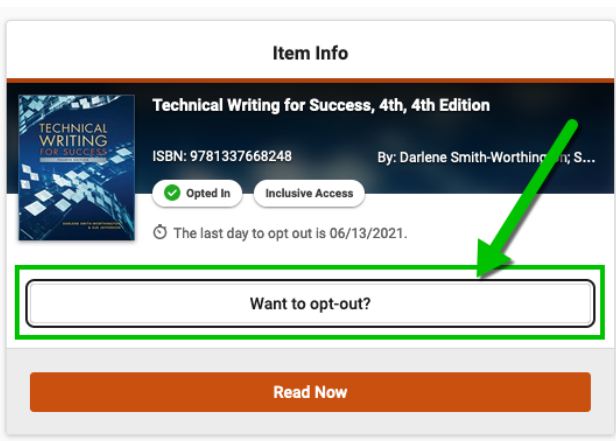 Item Info
Technical Writing for Success, 4th, 4th Edition
TECHNICAL
WRITING
FOR SUCCESS
ISBN: 9781337668248
By: Darlene Smith-Worthington; S...
Opted In
Inclusive Access
The last day to opt out is 06/13/2021.
Want to opt-out?
Read Now